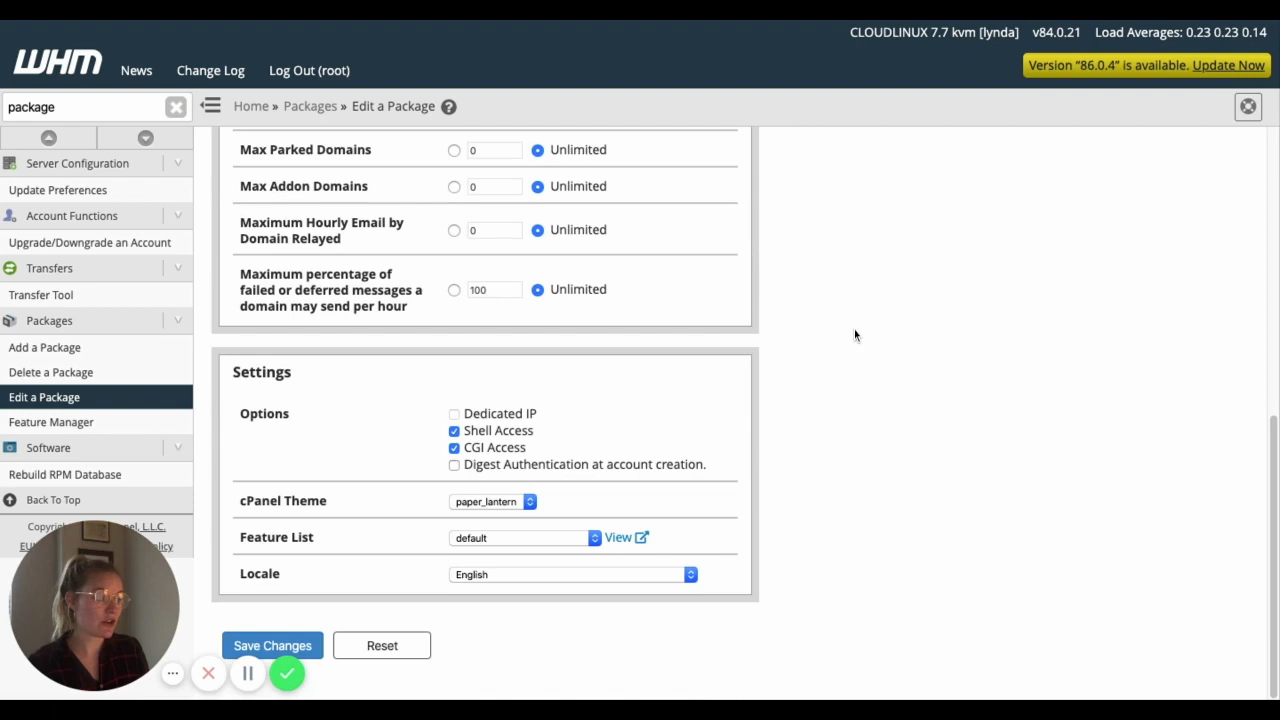 CLOUDLINUX 7.7 kvm [lynda] v84.0.21 Load Averages: 0.23 0.23 0.14
WHM News Change Log Log Out (root)
Version “86.0.4” is available. Update Now
package
Home » Packages » Edit a Package ?
Server Configuration
Update Preferences
Account Functions
Upgrade/Downgrade an Account
Transfers
Transfer Tool
Packages
Add a Package
Delete a Package
Edit a Package
Feature Manager
Software
Rebuild RPM Database
Back To Top
L.L.C.
Max Parked Domains 0 Unlimited
Max Addon Domains 0 Unlimited
Maximum Hourly Email by
Domain Relayed 0 Unlimited
Maximum percentage of
failed or deferred messages a 100 Unlimited
domain may send per hour
Settings
Options Dedicated IP
Shell Access
CGI Access
Digest Authentication at account creation.
cPanel Theme paper_lantern
Feature List default View
Locale English
Save Changes Reset